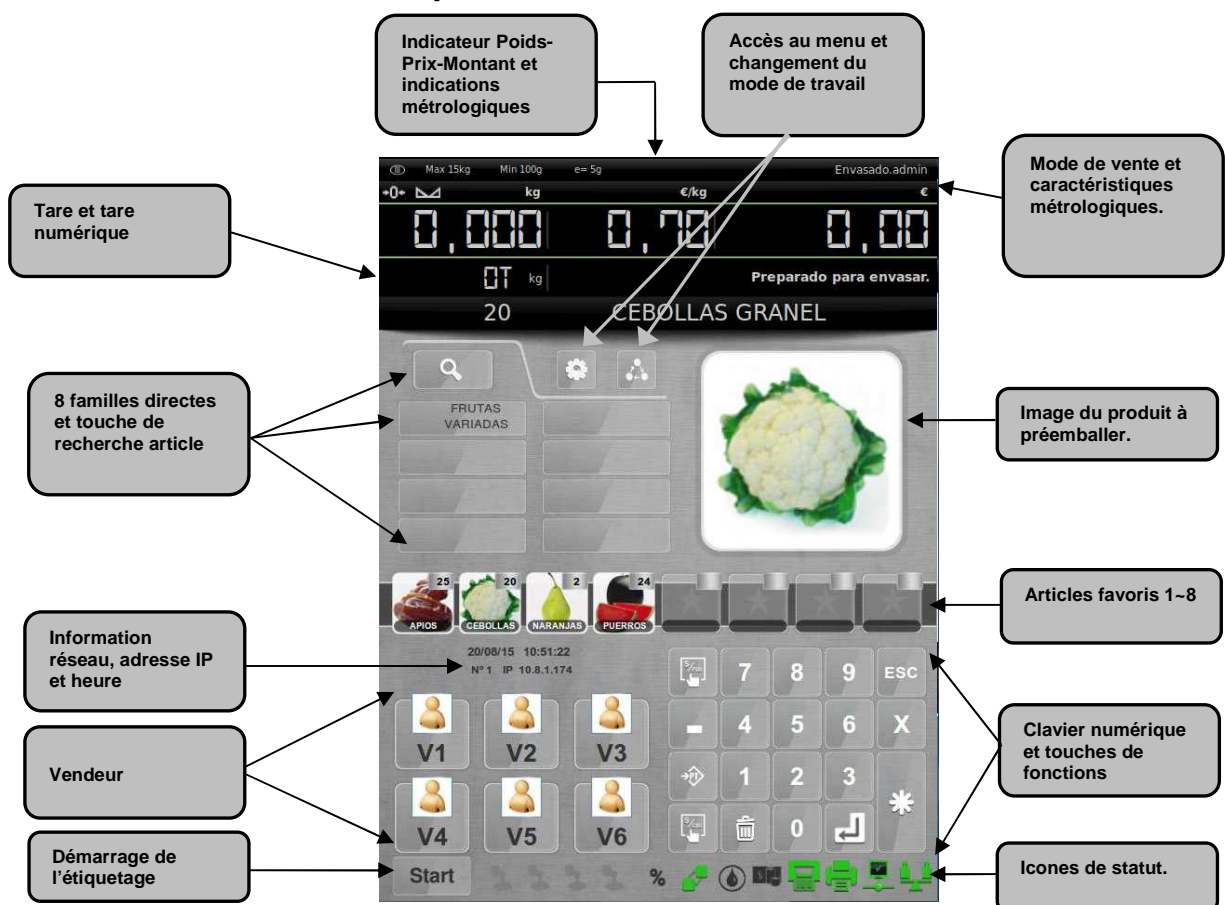 Indicateur Poids-
Prix-Montant et
indications
métrologiques
Accès au menu et
changement du
mode de travail
Mode de vente et
caractéristiques
métrologiques.
Tare et tare
numérique
8 familles directes
et touche de
recherche article
Image du produit à
préemballer.
Articles favoris 1~8
Information
réseau, adresse IP
et heure
Vendeur
Clavier numérique
et touches de
fonctions
Démarrage de
l'étiquetage
Icones de statut.
Max 15kg Min 100g e= 5g Envasado.admin
→0← kg €/kg €
0,000 0,70 0,00
0T kg Preparado para envasar.
20 CEBOLLAS GRANEL
FRUTAS
VARIADAS
25 20 2 24
APIOS CEBOLLAS NARANJAS PUERROS
20/08/15 10:51:22
Nº 1 IP 10.8.1.174
7 8 9 ESC
- 4 5 6 X
PT 1 2 3
0
V1 V2 V3
V4 V5 V6
Start %